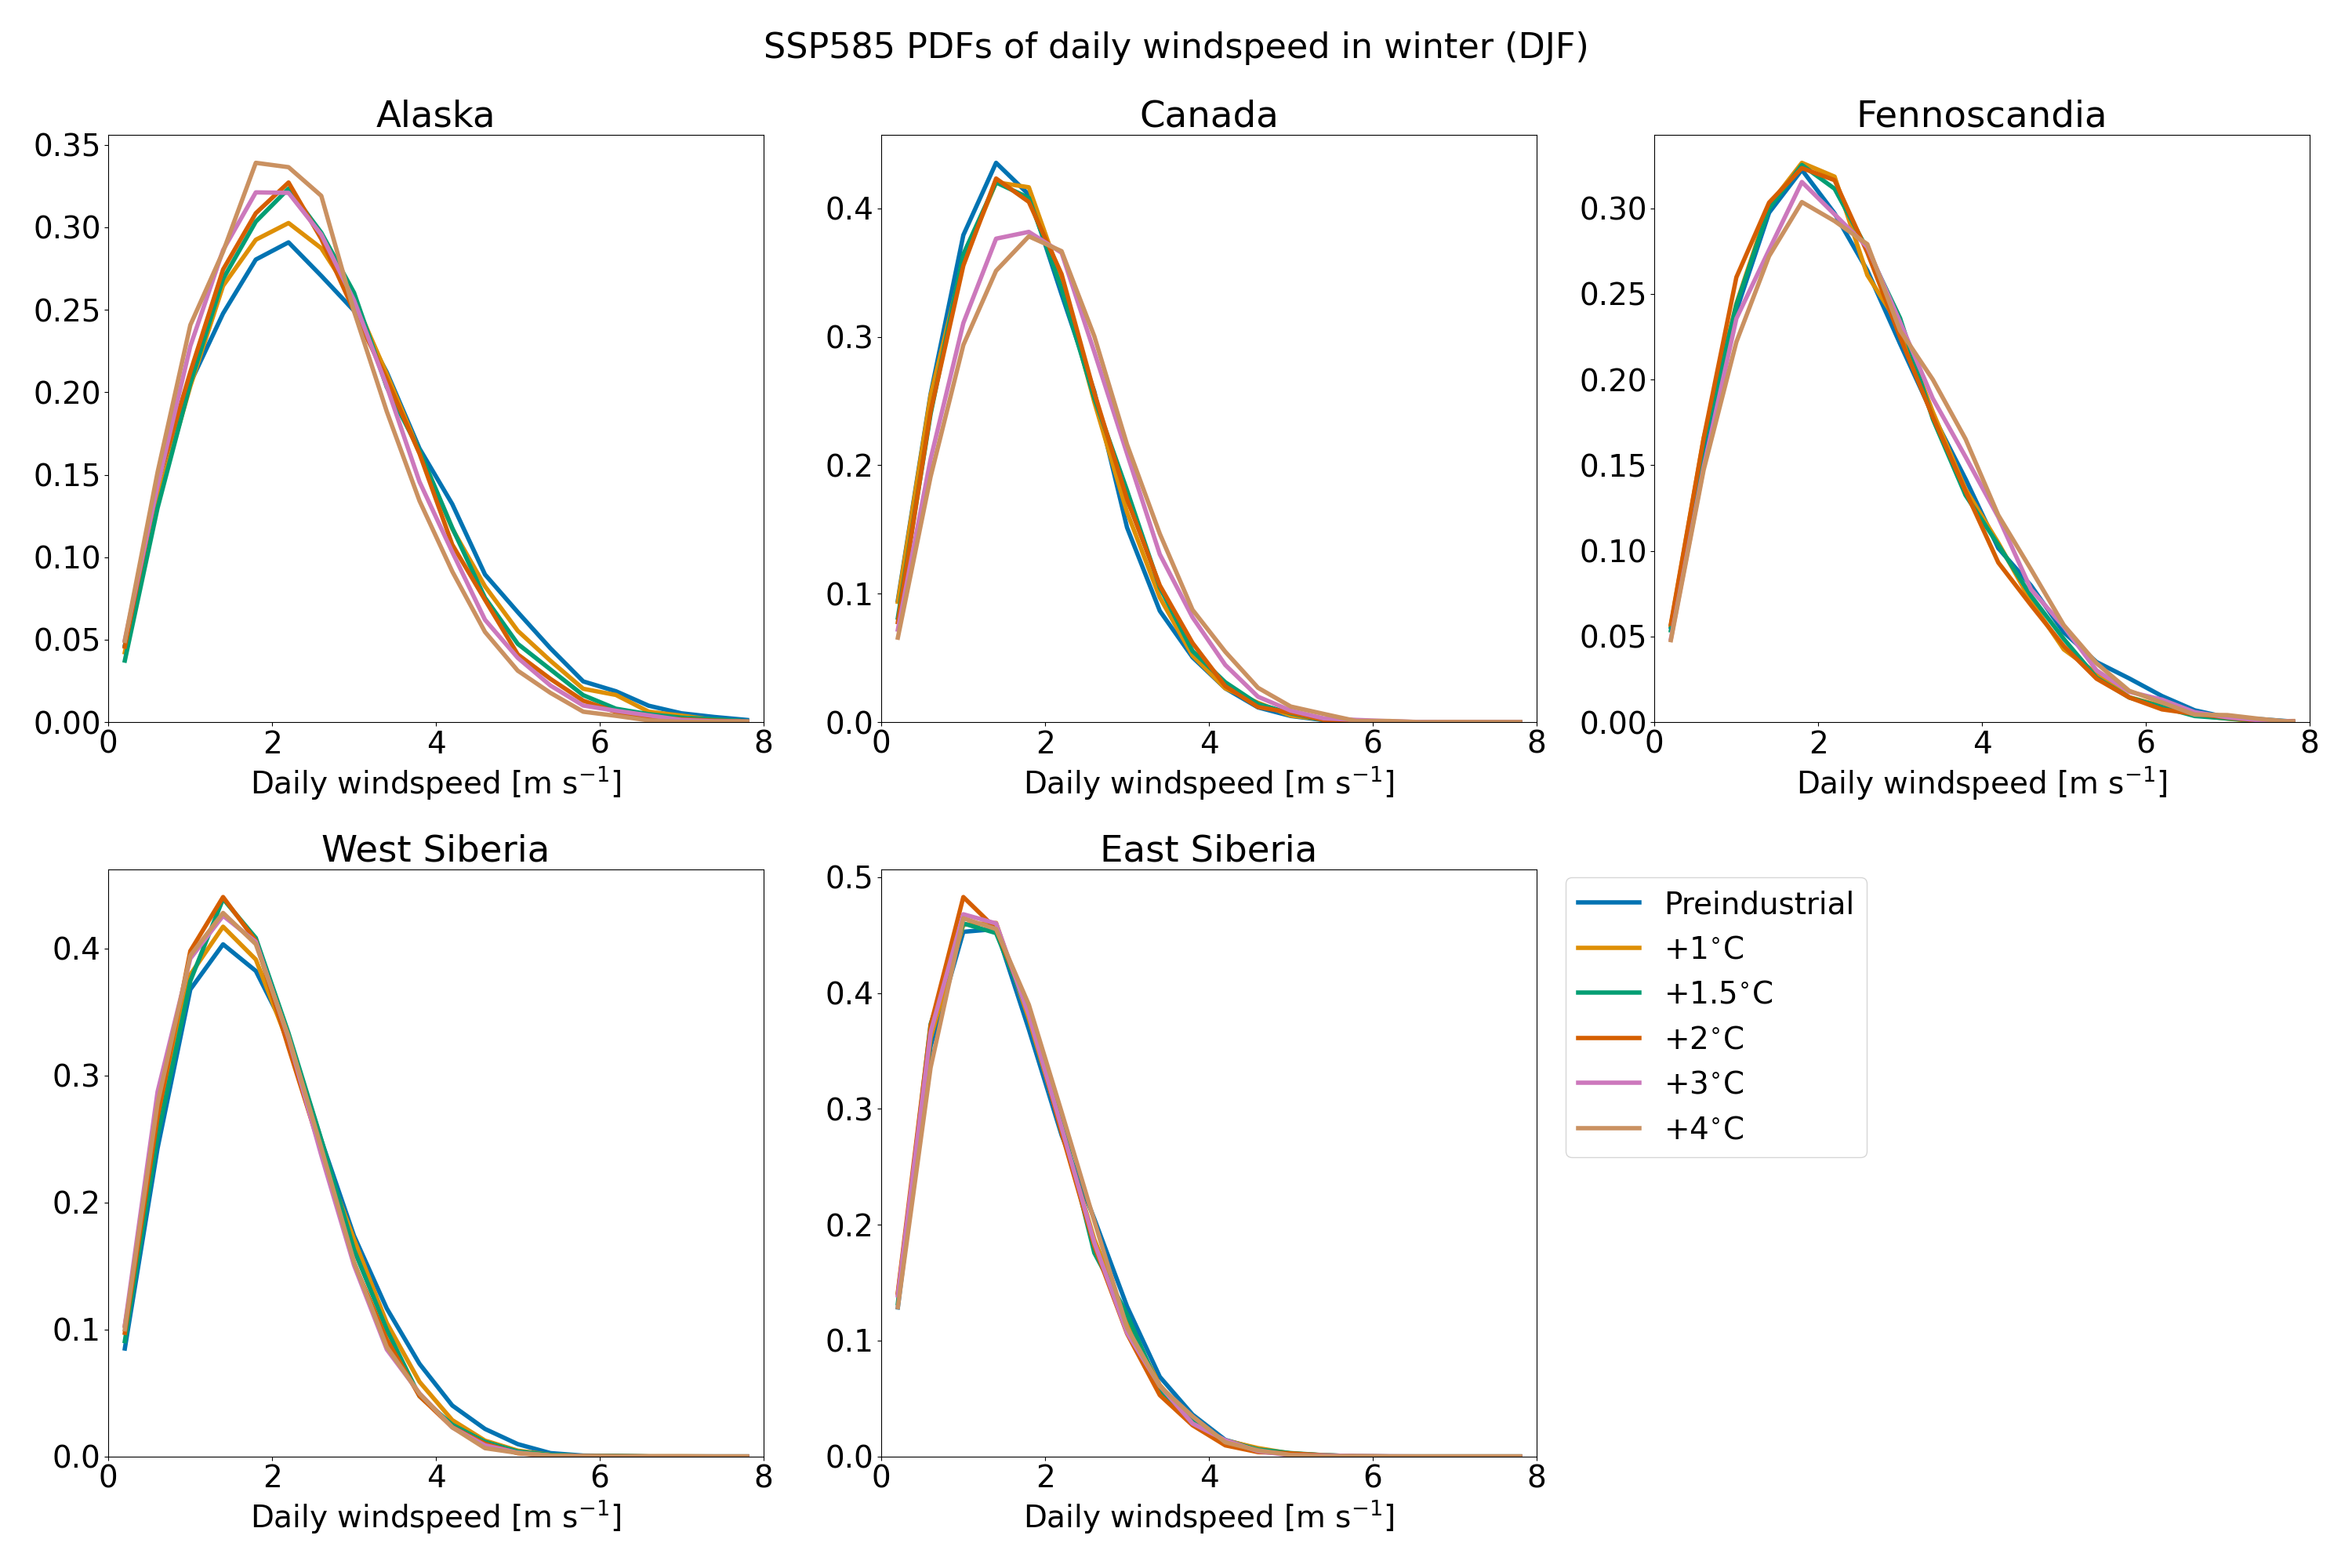 SSP585 PDFs of daily windspeed in winter (DJF)
Alaska
0.35
0.30
0.25
0.20
0.15
0.10
0.05
0.00
0 2 4 6 8
Daily windspeed [m s⁻¹]
Canada
0.4
0.3
0.2
0.1
0.0
0 2 4 6 8
Daily windspeed [m s⁻¹]
Fennoscandia
0.30
0.25
0.20
0.15
0.10
0.05
0.00
0 2 4 6 8
Daily windspeed [m s⁻¹]
West Siberia
0.4
0.3
0.2
0.1
0.0
0 2 4 6 8
Daily windspeed [m s⁻¹]
East Siberia
0.5
0.4
0.3
0.2
0.1
0.0
0 2 4 6 8
Daily windspeed [m s⁻¹]
Preindustrial
+1°C
+1.5°C
+2°C
+3°C
+4°C